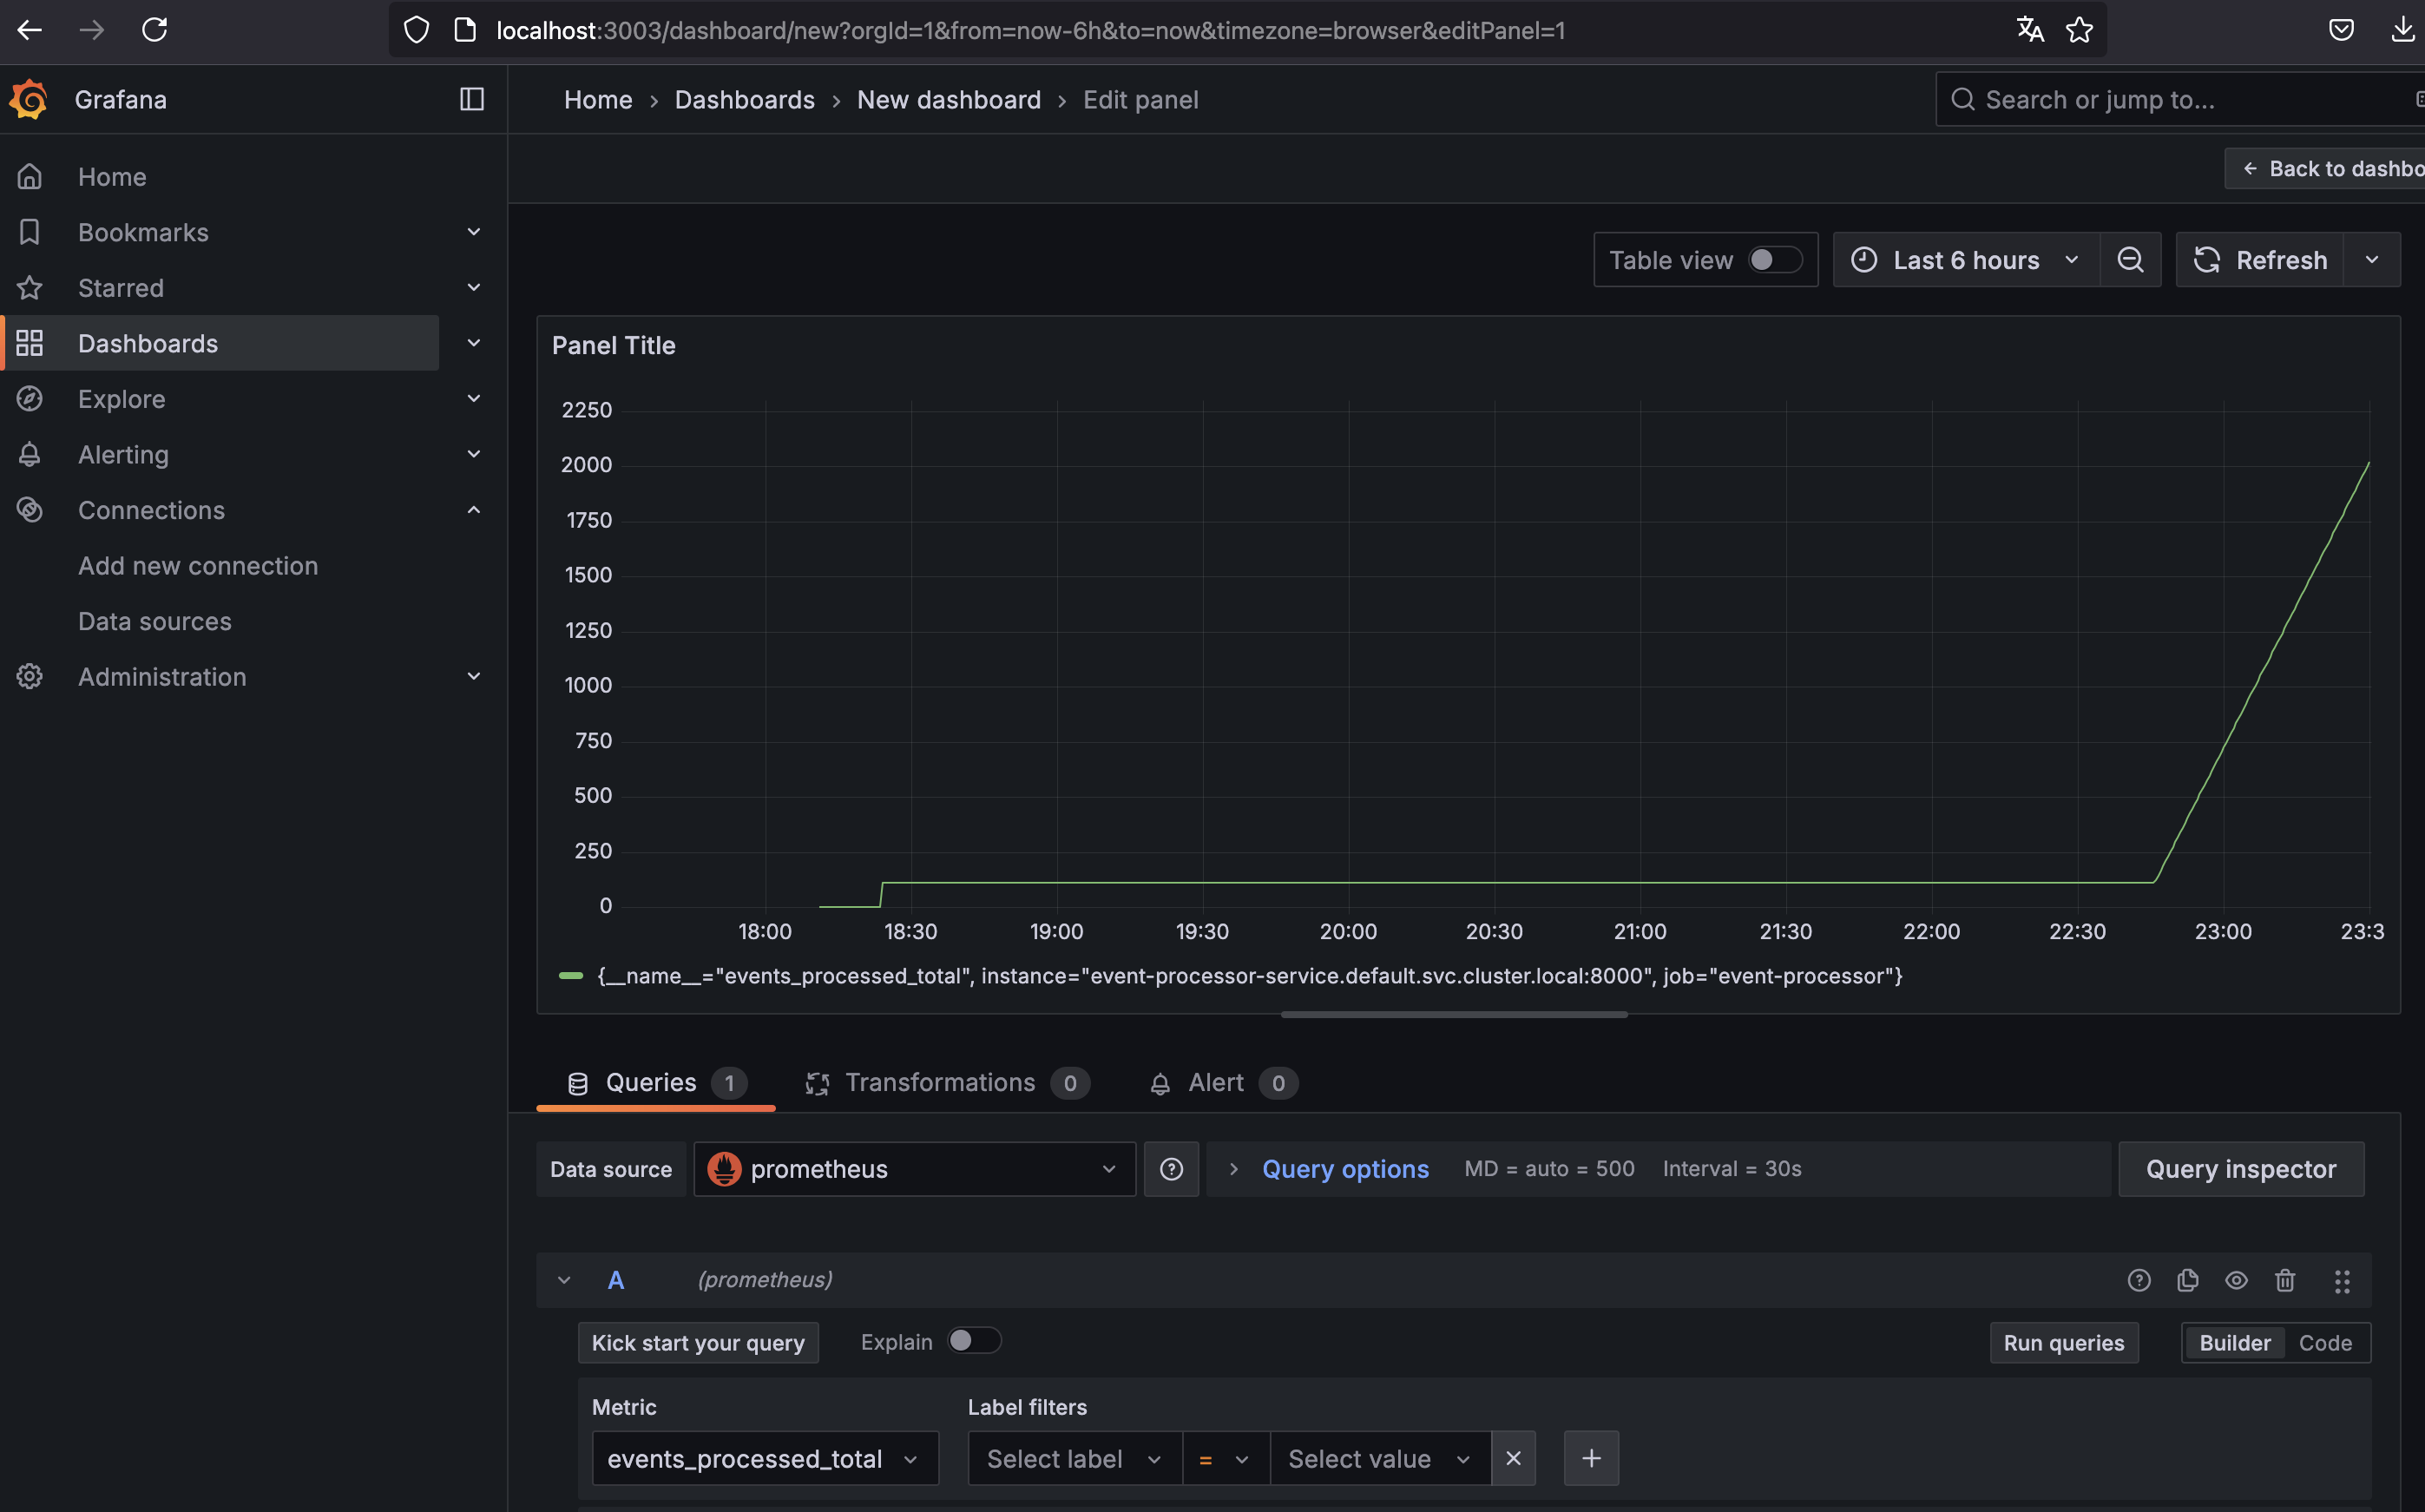 localhost:3003/dashboard/new?orgId=1&from=now-6h&to=now&timezone=browser&editPanel=1
Grafana
Home › Dashboards › New dashboard › Edit panel
Search or jump to...
Back to dashbo
Home
Bookmarks
Starred
Dashboards
Explore
Alerting
Connections
Add new connection
Data sources
Administration
Table view
Last 6 hours
Refresh
Panel Title
2250
2000
1750
1500
1250
1000
750
500
250
0
18:00 18:30 19:00 19:30 20:00 20:30 21:00 21:30 22:00 22:30 23:00 23:3
{__name__="events_processed_total", instance="event-processor-service.default.svc.cluster.local:8000", job="event-processor"}
Queries 1 Transformations 0 Alert 0
Data source prometheus Query options MD = auto = 500 Interval = 30s Query inspector
A (prometheus)
Kick start your query Explain Run queries Builder Code
Metric Label filters
events_processed_total Select label = Select value